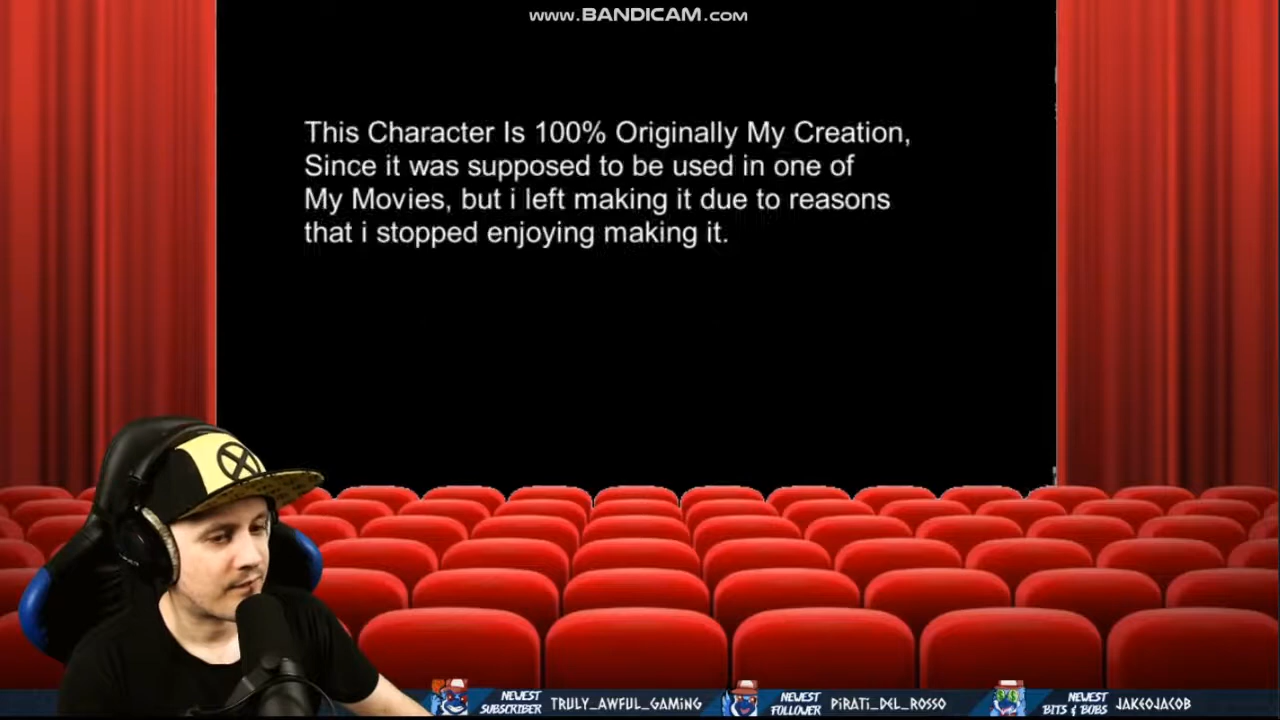 www.BANDICAM.com
This Character Is 100% Originally My Creation,
Since it was supposed to be used in one of
My Movies, but i left making it due to reasons
that i stopped enjoying making it.
NEWEST SUBSCRIBER TRULY_AWFUL_GAMING
NEWEST FOLLOWER PIRATI_DEL_ROSSO
NEWEST BITS & BOBS JAKEOJACOB